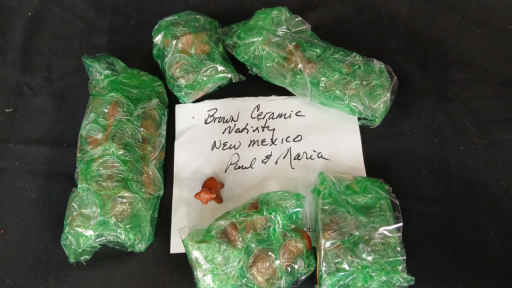 Brown Ceramic
Nativity
NEW MEXICO
Paul & Maria